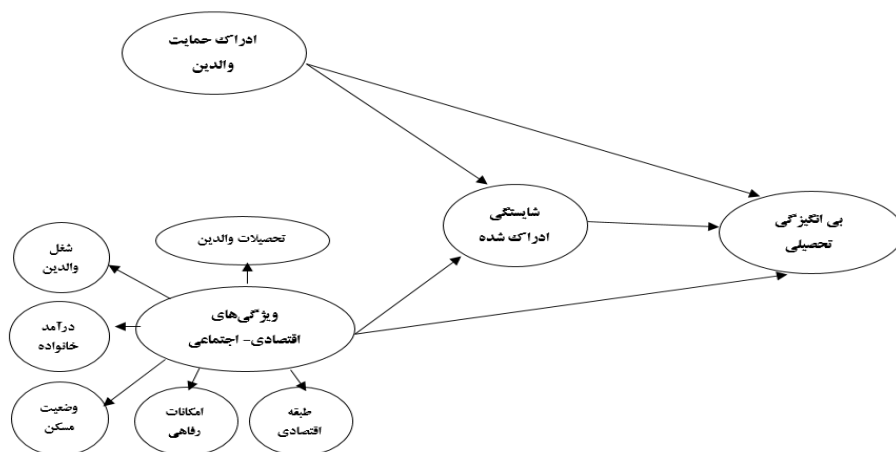 ادراک حمایت
والدین
شایستگی
ادراک شده
بی انگیزگی
تحصیلی
تحصیلات والدین
شغل
والدین
ویژگی‌های
اقتصادی- اجتماعی
درآمد
خانواده
وضعیت
مسکن
امکانات
رفاهی
طبقه
اقتصادی